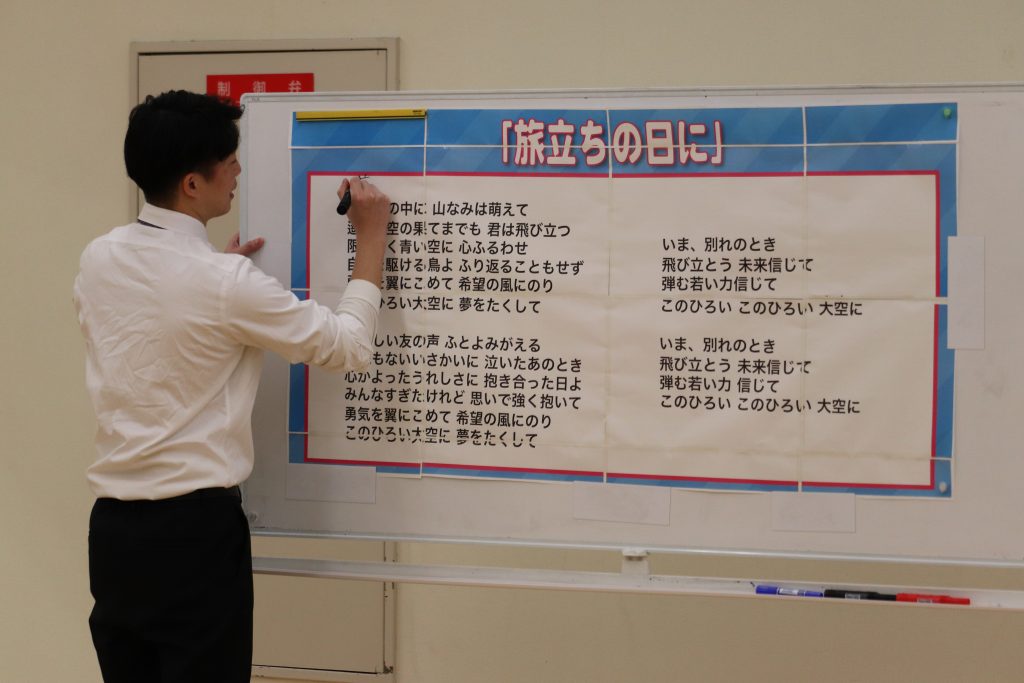 制御弁
「旅立ちの日に」
の中に 山なみは萌えて
空の果てまでも 君は飛び立つ
く青い空に 心ふるわせ
駆ける鳥よ ふり返ることもせず
翼にこめて 希望の風にのり
ひろい大空に 夢をたくして
しい友の声 ふとよみがえる
もないいさかいに 泣いたあのとき
心かよったうれしさに 抱き合った日よ
みんなすぎたけれど 思いで強く抱いて
勇気を翼にこめて 希望の風にのり
このひろい大空に 夢をたくして
いま、別れのとき
飛び立とう 未来信じて
弾む若い力信じて
このひろい このひろい 大空に
いま、別れのとき
飛び立とう 未来信じて
弾む若い力 信じて
このひろい このひろい 大空に